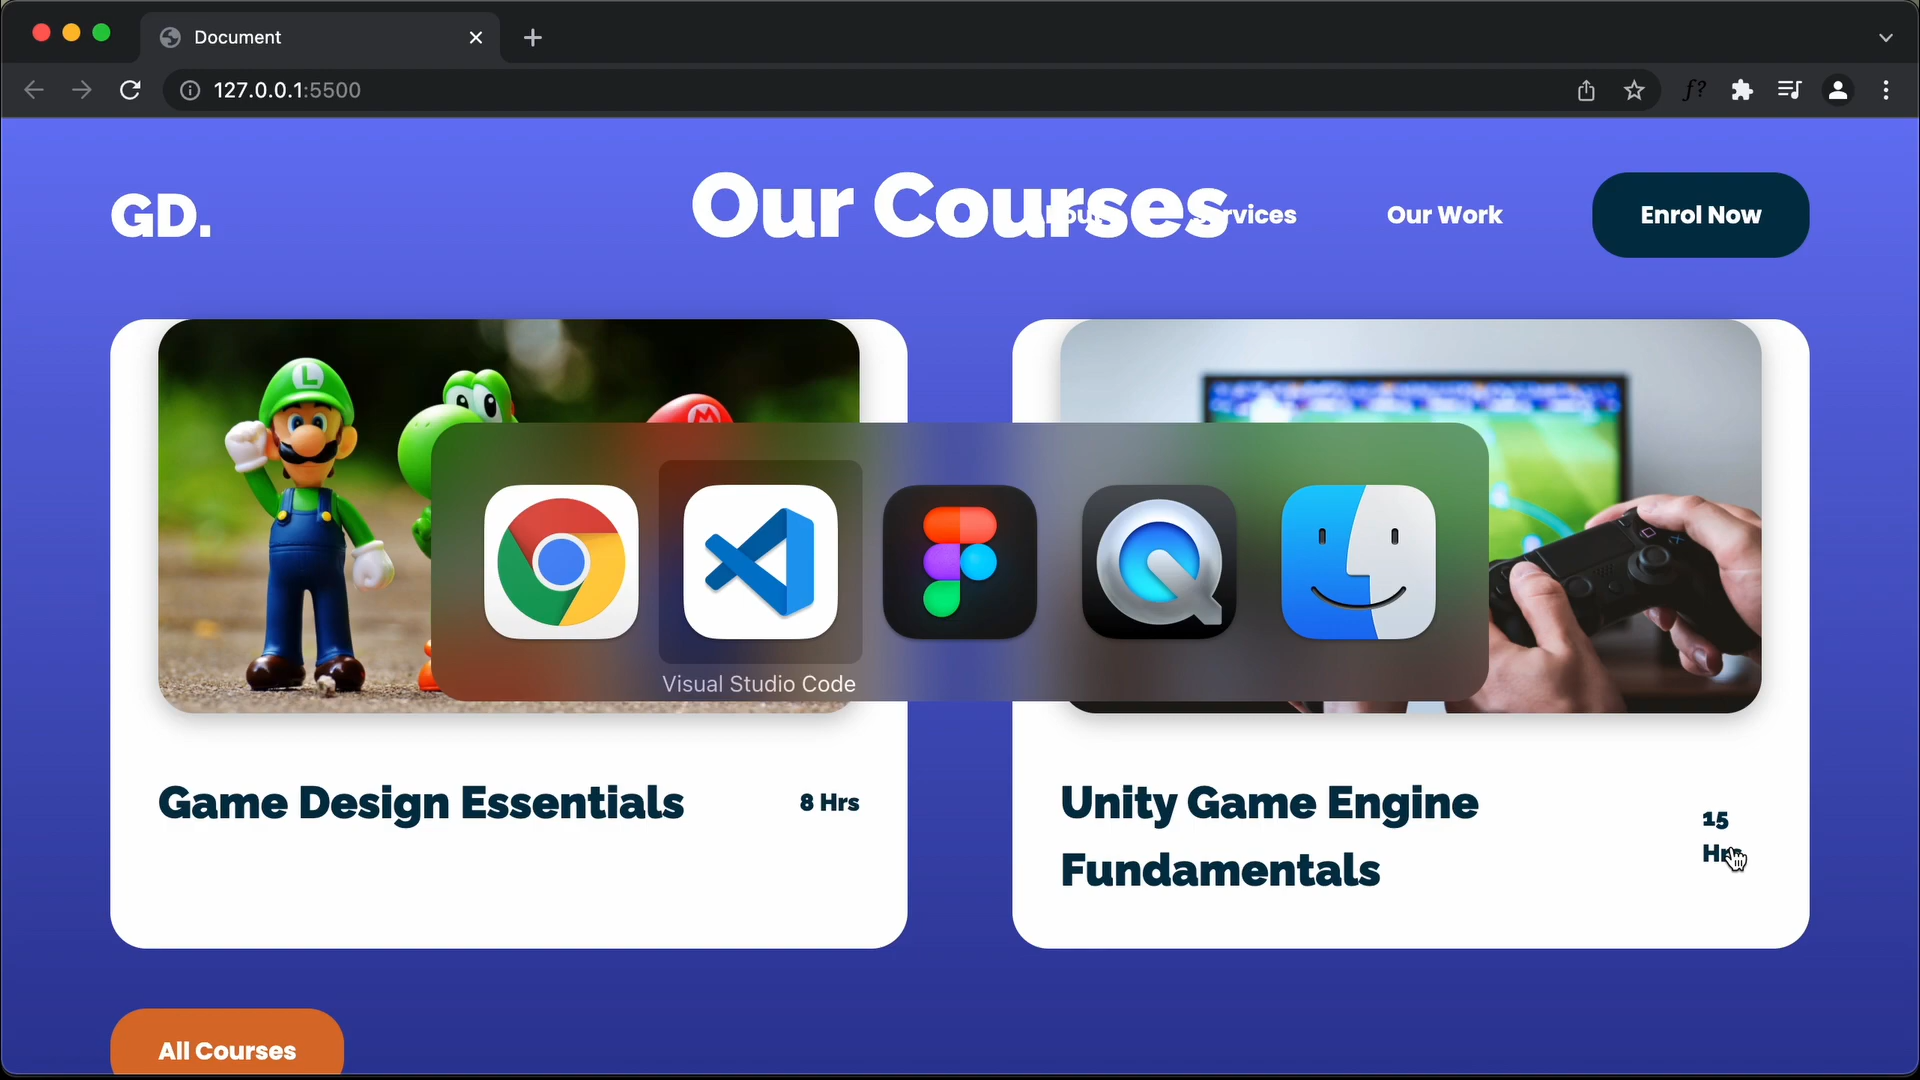 Document
127.0.0.1:5500
GD.
Our Courses
Our Work
Enrol Now
L
M
Visual Studio Code
Game Design Essentials
8 Hrs
Unity Game Engine
Fundamentals
15
Hrs
All Courses